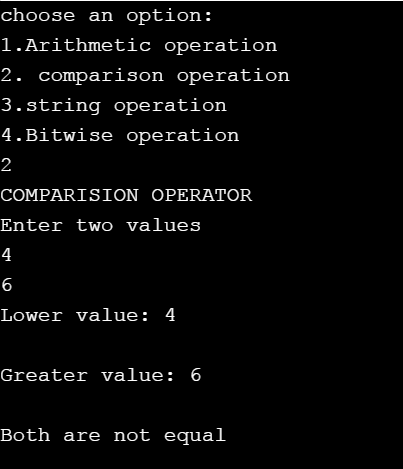 choose an option:
1.Arithmetic operation
2. comparison operation
3.string operation
4.Bitwise operation
2
COMPARISION OPERATOR
Enter two values
4
6
Lower value: 4
Greater value: 6
Both are not equal